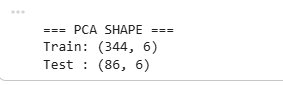 === PCA SHAPE ===
Train: (344, 6)
Test : (86, 6)